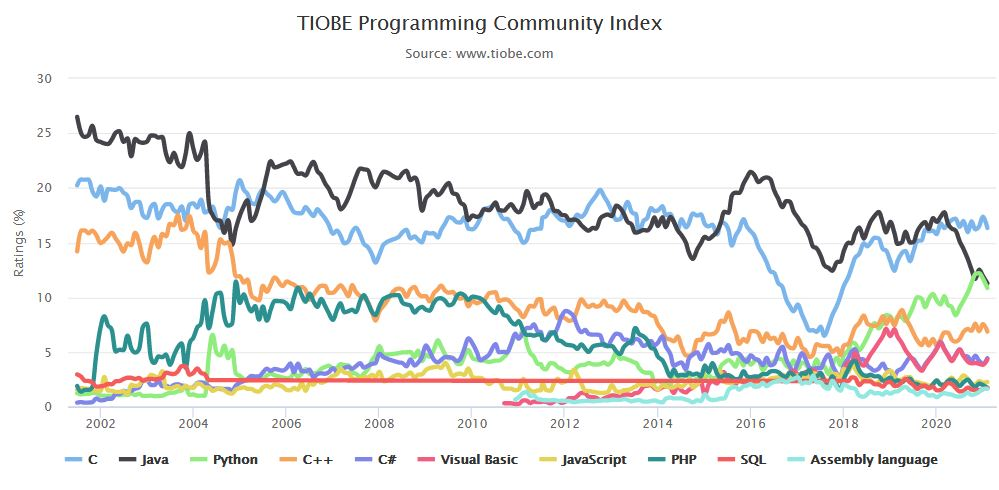 TIOBE Programming Community Index
Source: www.tiobe.com
Ratings (%)
30
25
20
15
10
5
0
2002 2004 2006 2008 2010 2012 2014 2016 2018 2020
C Java Python C++ C# Visual Basic JavaScript PHP SQL Assembly language